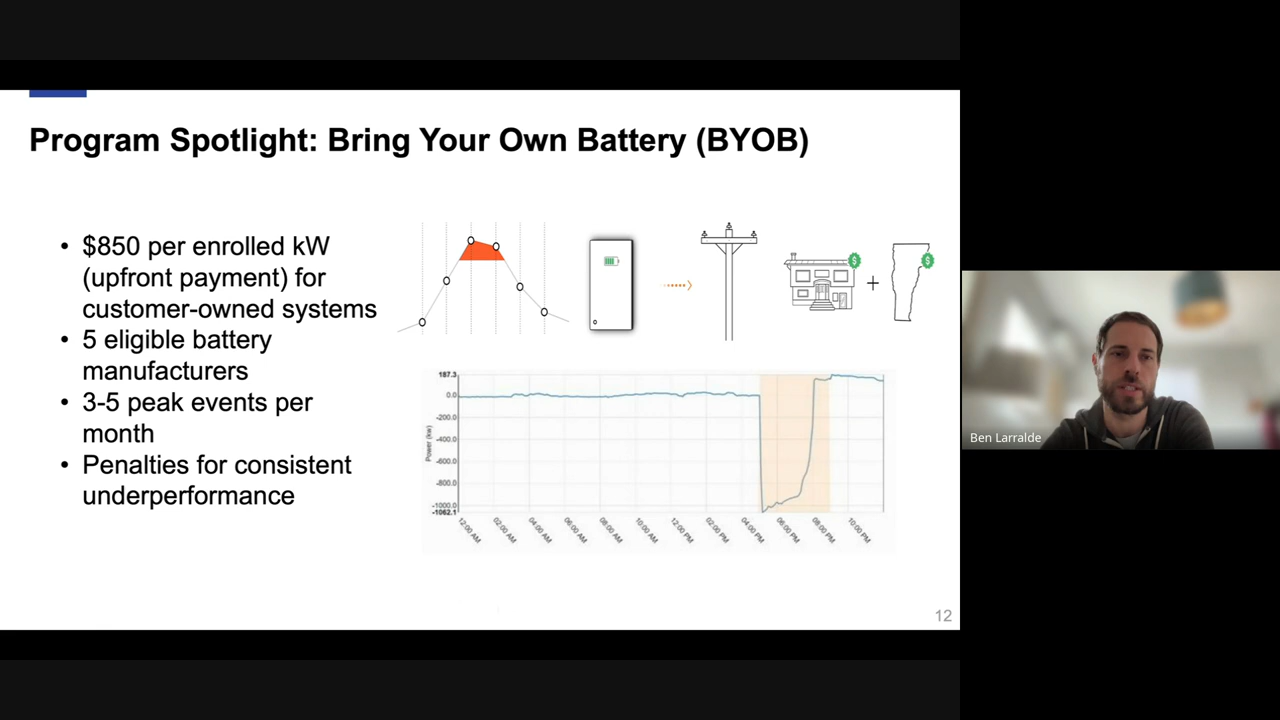 Program Spotlight: Bring Your Own Battery (BYOB)
• $850 per enrolled kW
(upfront payment) for
customer-owned systems
• 5 eligible battery
manufacturers
• 3-5 peak events per
month
• Penalties for consistent
underperformance
$
+
$
187.3
0.0
-200.0
-400.0
-600.0
-800.0
-1000.0
-1062.1
Power (kw)
12:00 AM
02:00 AM
04:00 AM
06:00 AM
08:00 AM
10:00 AM
12:00 PM
02:00 PM
04:00 PM
06:00 PM
08:00 PM
10:00 PM
12
Ben Larralde